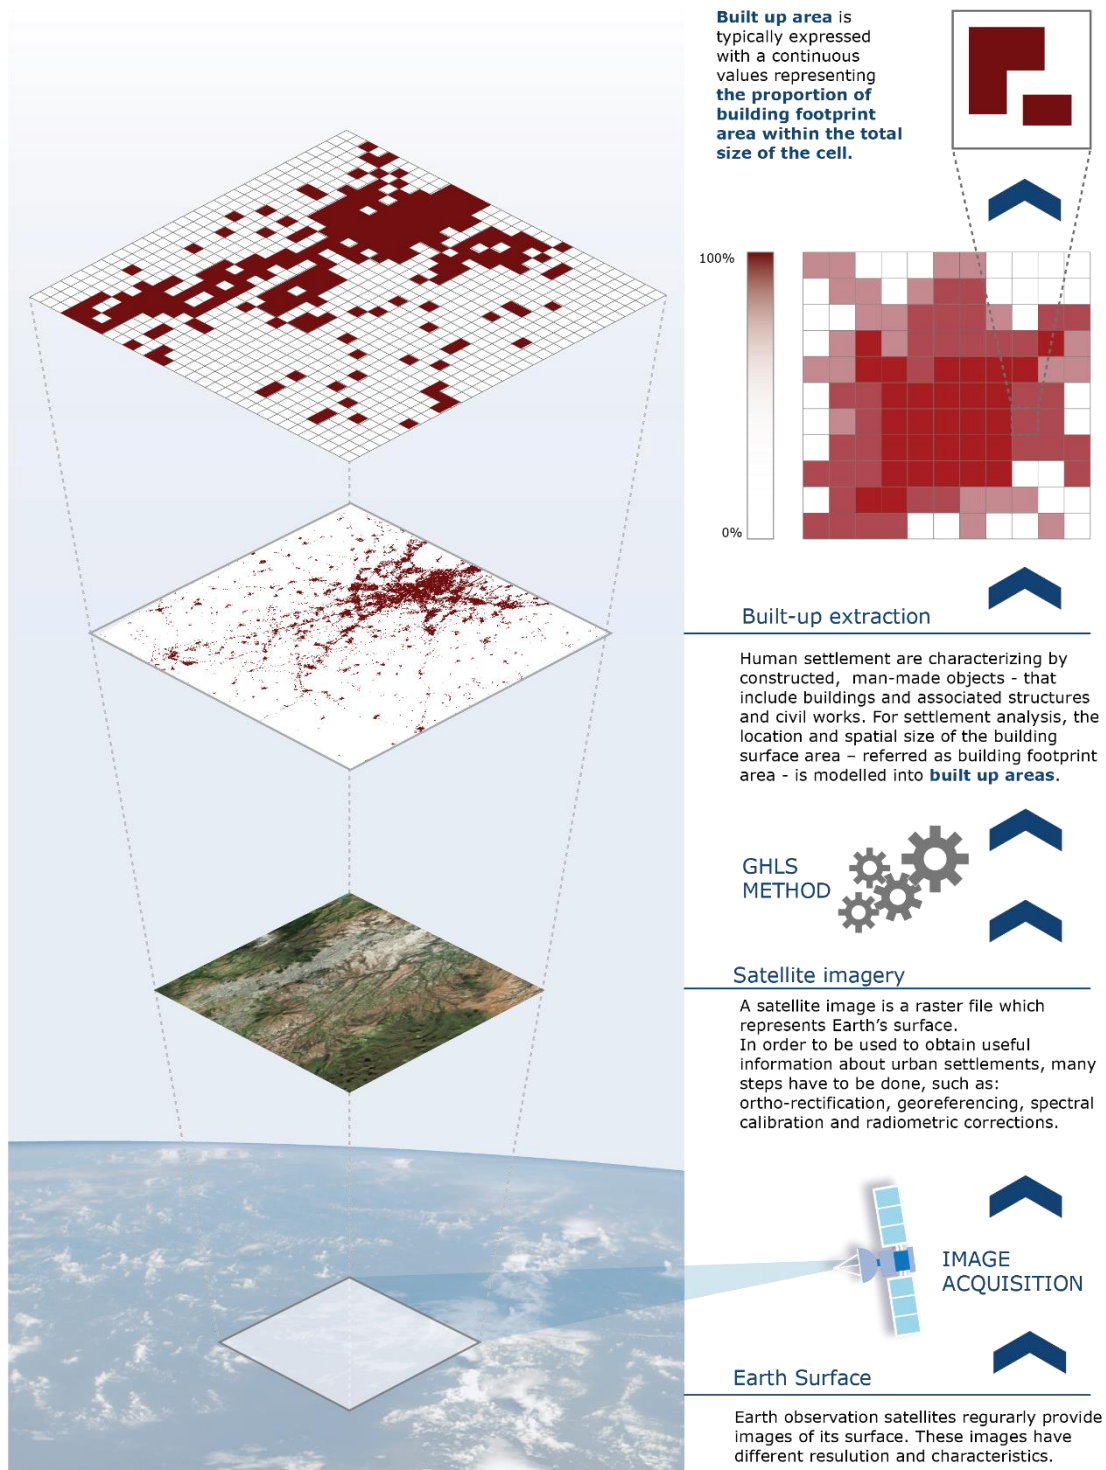 Built up area is
typically expressed
with a continuous
values representing
the proportion of
building footprint
area within the total
size of the cell.
100%
0%
Built-up extraction
Human settlement are characterizing by
constructed, man-made objects - that
include buildings and associated structures
and civil works. For settlement analysis, the
location and spatial size of the building
surface area – referred as building footprint
area - is modelled into built up areas.
GHLS
METHOD
Satellite imagery
A satellite image is a raster file which
represents Earth's surface.
In order to be used to obtain useful
information about urban settlements, many
steps have to be done, such as:
ortho-rectification, georeferencing, spectral
calibration and radiometric corrections.
IMAGE
ACQUISITION
Earth Surface
Earth observation satellites regurarly provide
images of its surface. These images have
different resulution and characteristics.